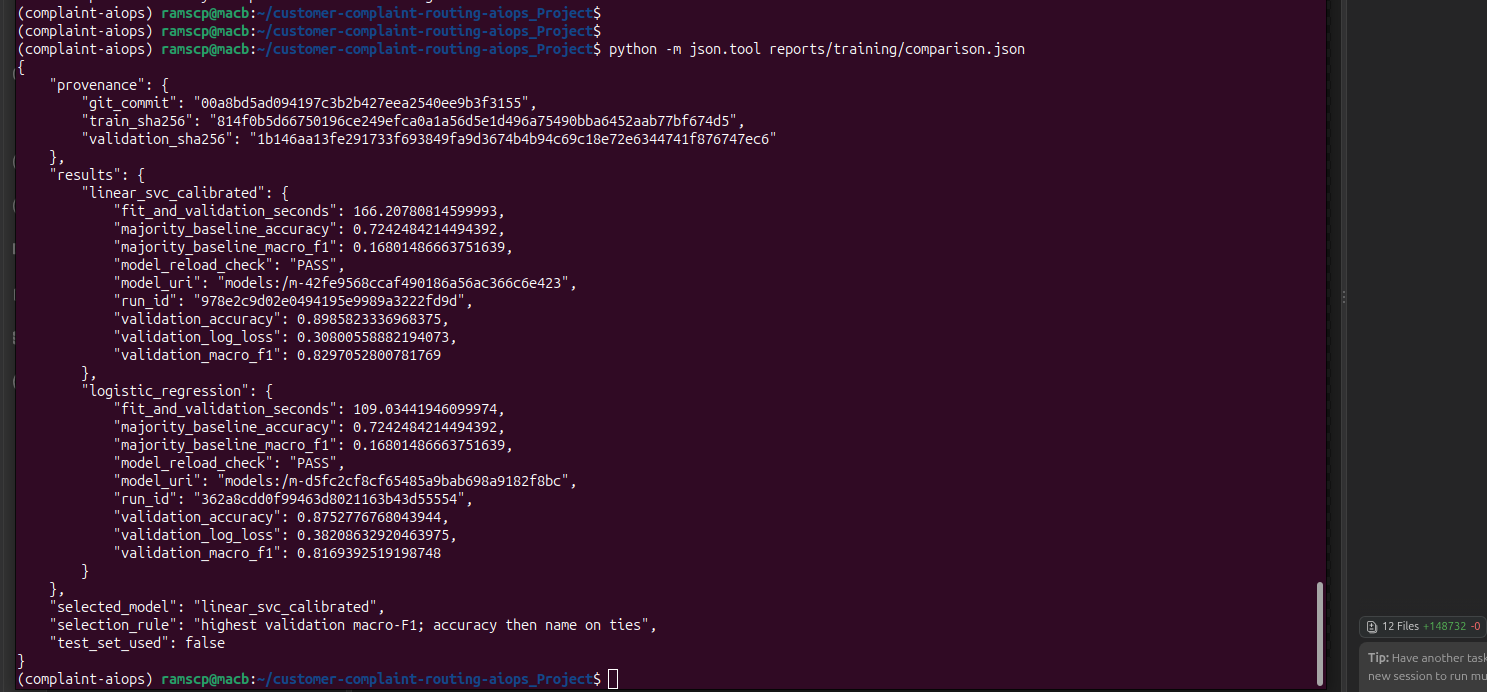 (complaint-aiops) ramscp@macb:~/customer-complaint-routing-aiops_Project$
(complaint-aiops) ramscp@macb:~/customer-complaint-routing-aiops_Project$
(complaint-aiops) ramscp@macb:~/customer-complaint-routing-aiops_Project$ python -m json.tool reports/training/comparison.json
{
    "provenance": {
        "git_commit": "00a8bd5ad094197c3b2b427eea2540ee9b3f3155",
        "train_sha256": "814f0b5d66750196ce249efca0a1a56d5e1d496a75490bba6452aab77bf674d5",
        "validation_sha256": "1b146aa13fe291733f693849fa9d3674b4b94c69c18e72e6344741f876747ec6"
    },
    "results": {
        "linear_svc_calibrated": {
            "fit_and_validation_seconds": 166.20780814599993,
            "majority_baseline_accuracy": 0.7242484214494392,
            "majority_baseline_macro_f1": 0.16801486663751639,
            "model_reload_check": "PASS",
            "model_uri": "models:/m-42fe9568ccaf490186a56ac366c6e423",
            "run_id": "978e2c9d02e0494195e9989a3222fd9d",
            "validation_accuracy": 0.8985823336968375,
            "validation_log_loss": 0.30800558882194073,
            "validation_macro_f1": 0.8297052800781769
        },
        "logistic_regression": {
            "fit_and_validation_seconds": 109.03441946099974,
            "majority_baseline_accuracy": 0.7242484214494392,
            "majority_baseline_macro_f1": 0.16801486663751639,
            "model_reload_check": "PASS",
            "model_uri": "models:/m-d5fc2cf8cf65485a9bab698a9182f8bc",
            "run_id": "362a8cdd0f99463d8021163b43d55554",
            "validation_accuracy": 0.8752776768043944,
            "validation_log_loss": 0.38208632920463975,
            "validation_macro_f1": 0.8169392519198748
        }
    },
    "selected_model": "linear_svc_calibrated",
    "selection_rule": "highest validation macro-F1; accuracy then name on ties",
    "test_set_used": false
}
(complaint-aiops) ramscp@macb:~/customer-complaint-routing-aiops_Project$
12 Files +148732 -0
Tip: Have another task
new session to run mu